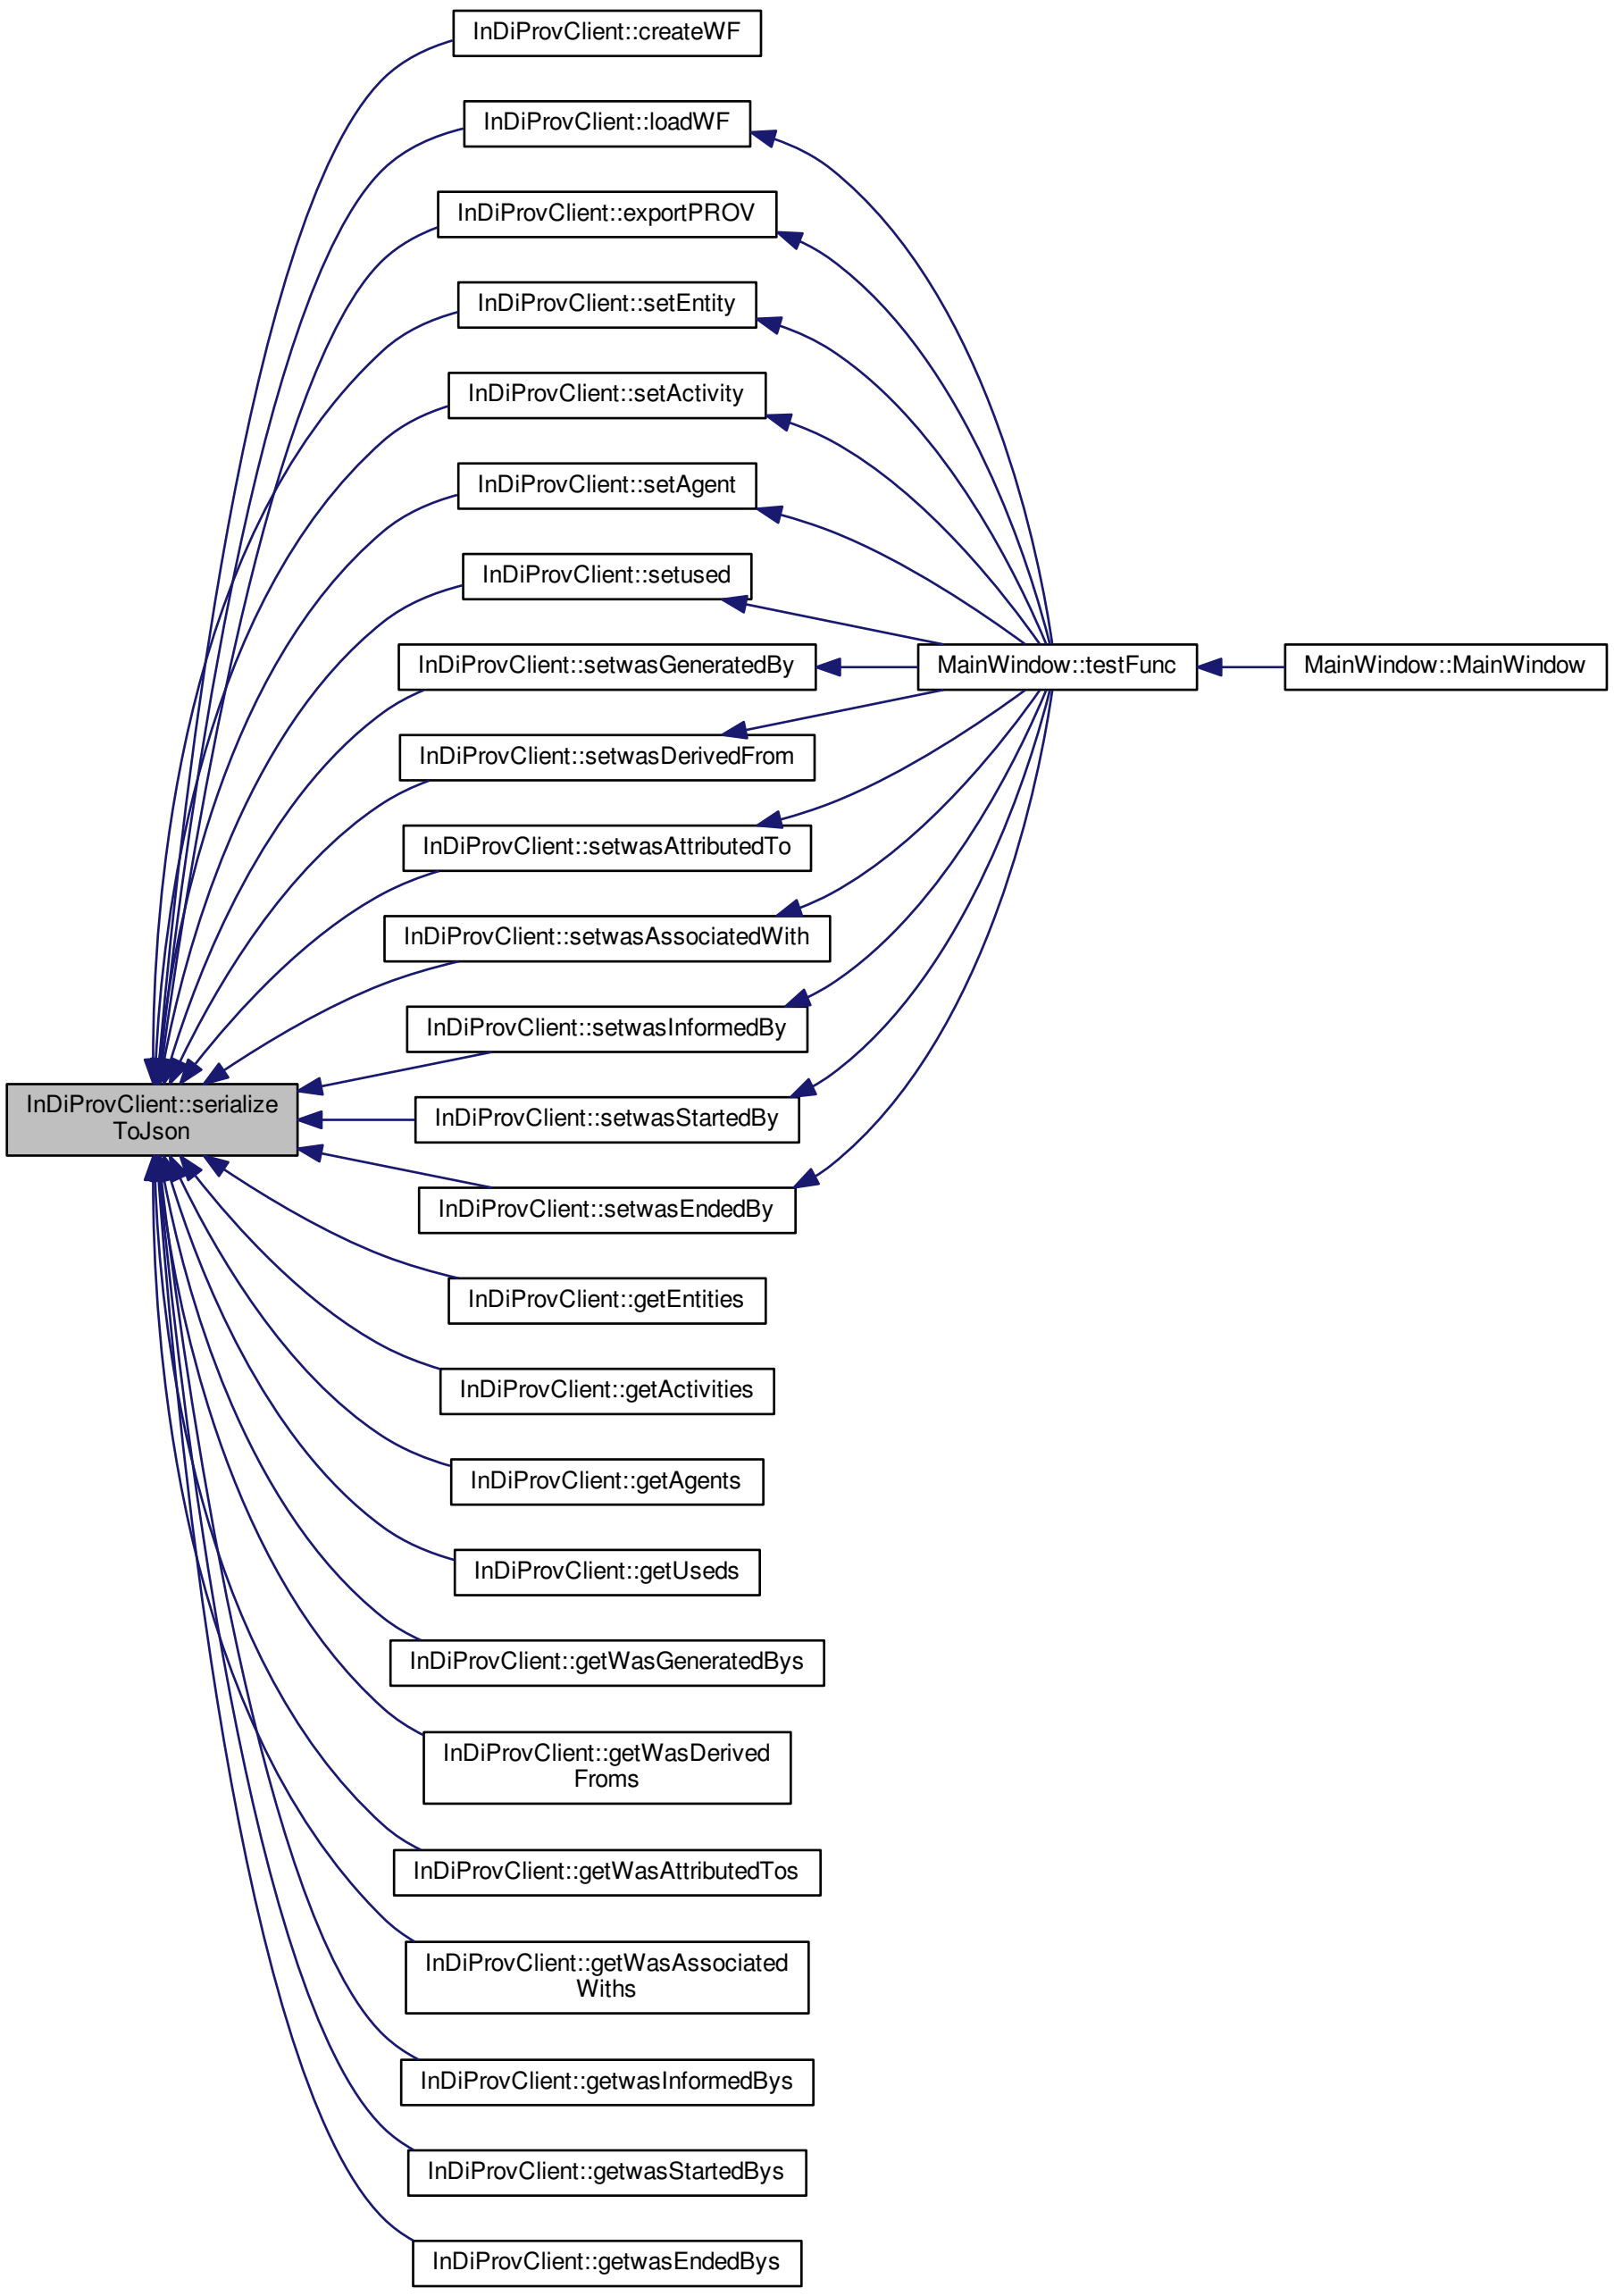 InDiProvClient::createWF
InDiProvClient::loadWF
InDiProvClient::exportPROV
InDiProvClient::setEntity
InDiProvClient::setActivity
InDiProvClient::setAgent
InDiProvClient::setused
InDiProvClient::setwasGeneratedBy
MainWindow::testFunc
MainWindow::MainWindow
InDiProvClient::setwasDerivedFrom
InDiProvClient::setwasAttributedTo
InDiProvClient::setwasAssociatedWith
InDiProvClient::setwasInformedBy
InDiProvClient::serialize
ToJson
InDiProvClient::setwasStartedBy
InDiProvClient::setwasEndedBy
InDiProvClient::getEntities
InDiProvClient::getActivities
InDiProvClient::getAgents
InDiProvClient::getUseds
InDiProvClient::getWasGeneratedBys
InDiProvClient::getWasDerived
Froms
InDiProvClient::getWasAttributedTos
InDiProvClient::getWasAssociated
Withs
InDiProvClient::getwasInformedBys
InDiProvClient::getwasStartedBys
InDiProvClient::getwasEndedBys